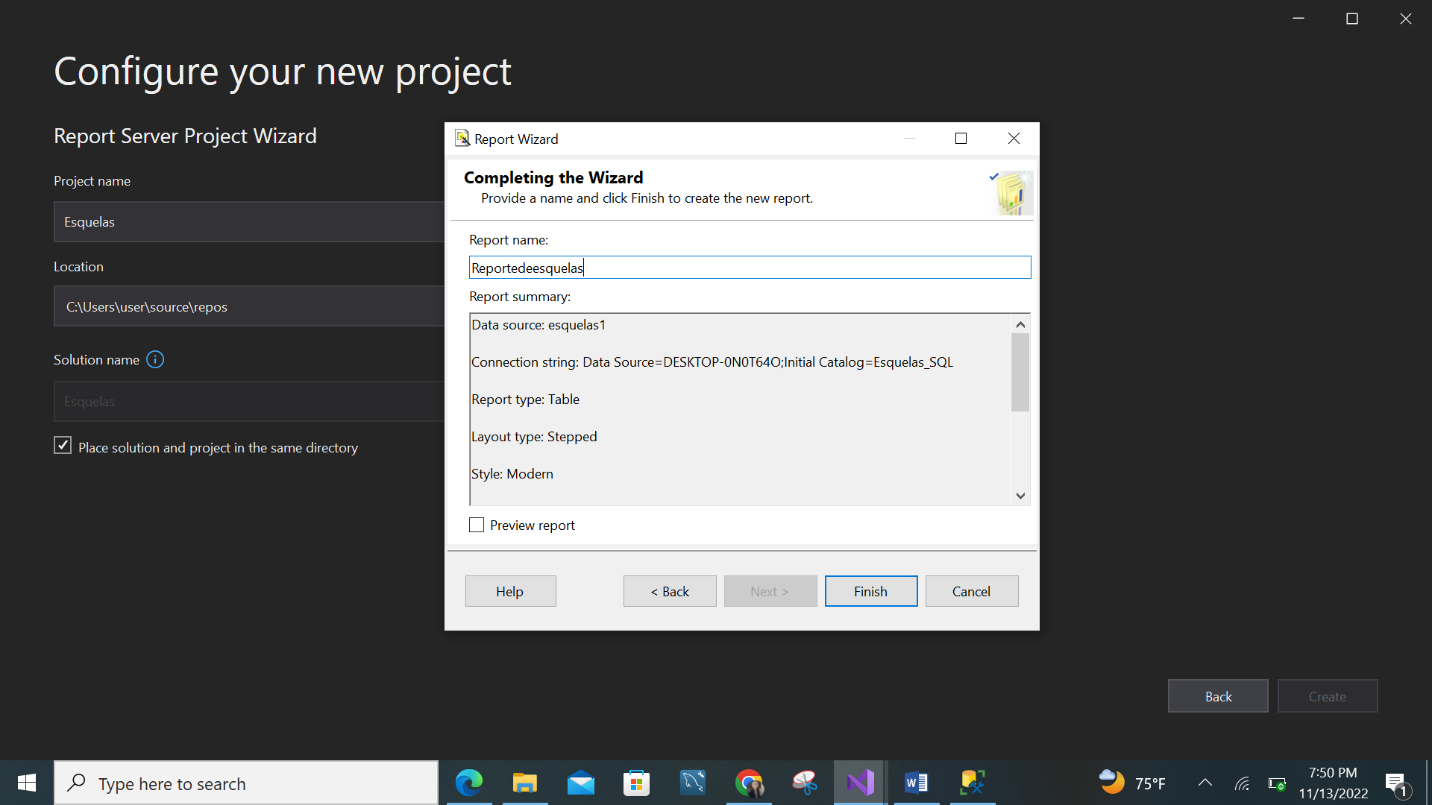 Configure your new project
Report Server Project Wizard
Project name
Esquelas
Location
C:\Users\user\source\repos
Solution name
Esquelas
Place solution and project in the same directory
Report Wizard
Completing the Wizard
Provide a name and click Finish to create the new report.
Report name:
Reportedeesquelas
Report summary:
Data source: esquelas1
Connection string: Data Source=DESKTOP-0N0T64O;Initial Catalog=Esquelas_SQL
Report type: Table
Layout type: Stepped
Style: Modern
Preview report
Help
< Back
Next >
Finish
Cancel
Back
Create
Type here to search
75°F
7:50 PM
11/13/2022
1